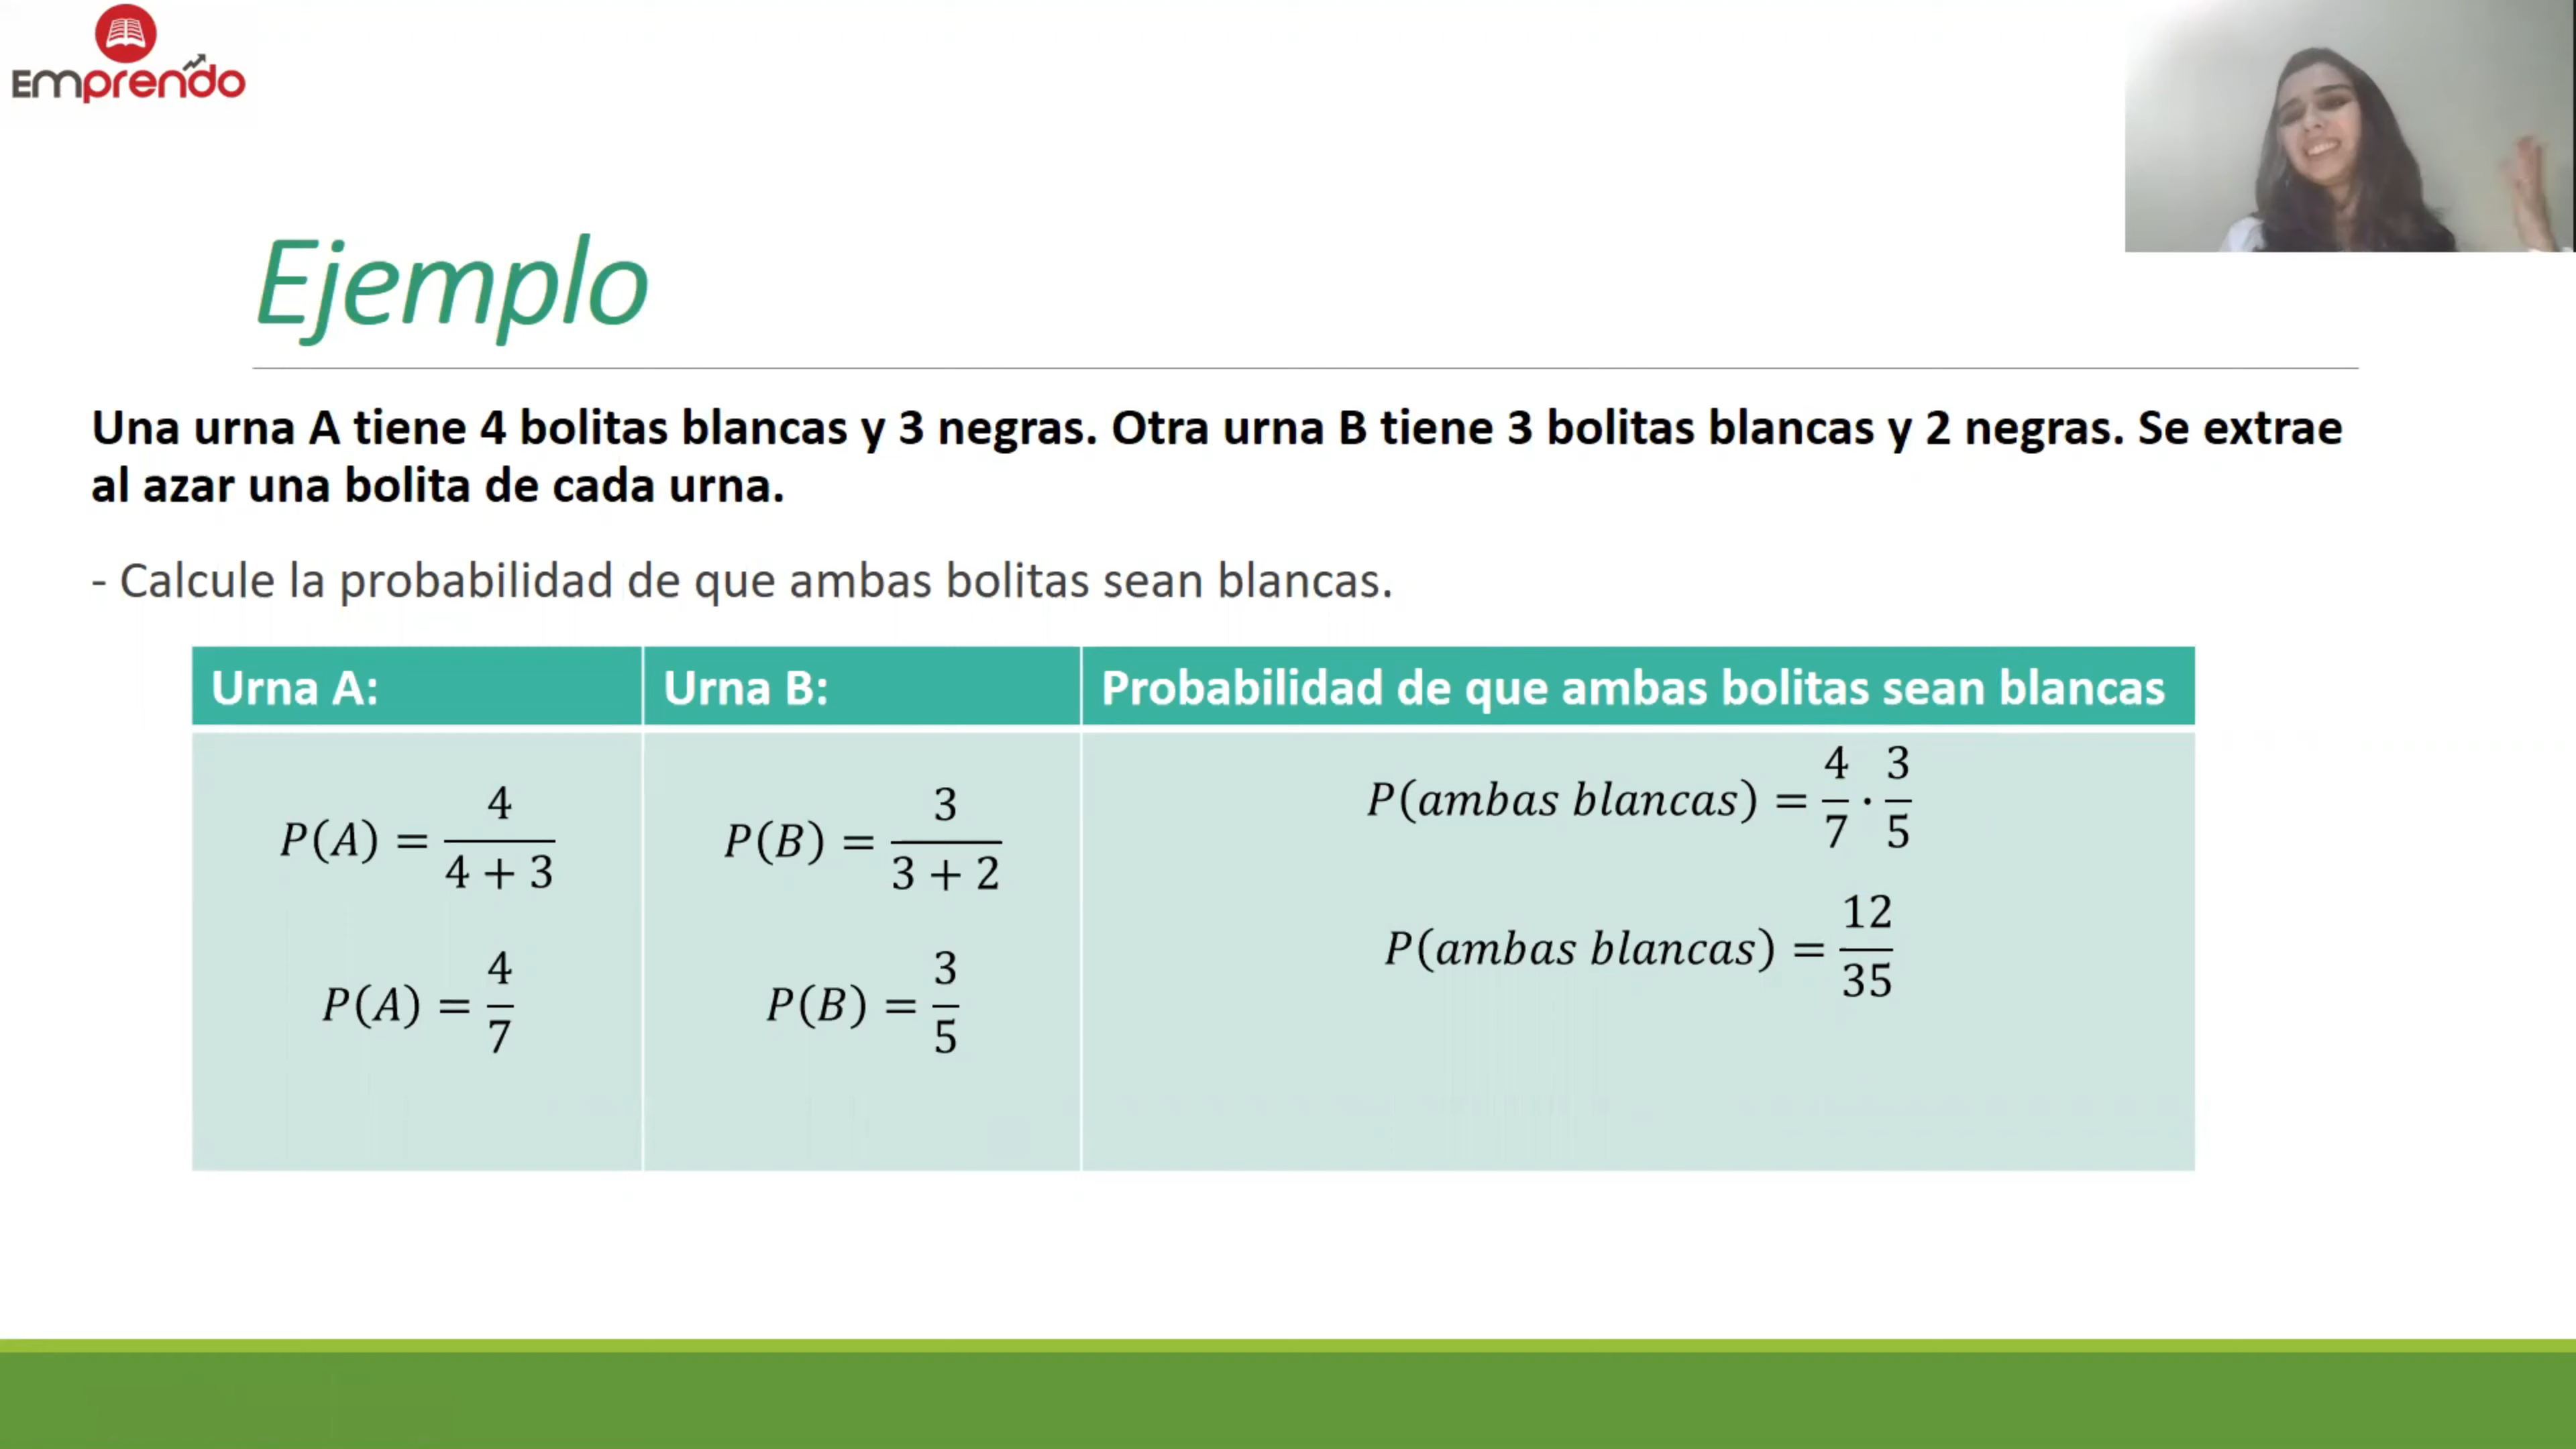 Emprendo
Ejemplo
Una urna A tiene 4 bolitas blancas y 3 negras. Otra urna B tiene 3 bolitas blancas y 2 negras. Se extrae
al azar una bolita de cada urna.
- Calcule la probabilidad de que ambas bolitas sean blancas.
Urna A: Urna B: Probabilidad de que ambas bolitas sean blancas
P(A) = 4/(4 + 3)
P(A) = 4/7
P(B) = 3/(3 + 2)
P(B) = 3/5
P(ambas blancas) = 4/7 · 3/5
P(ambas blancas) = 12/35